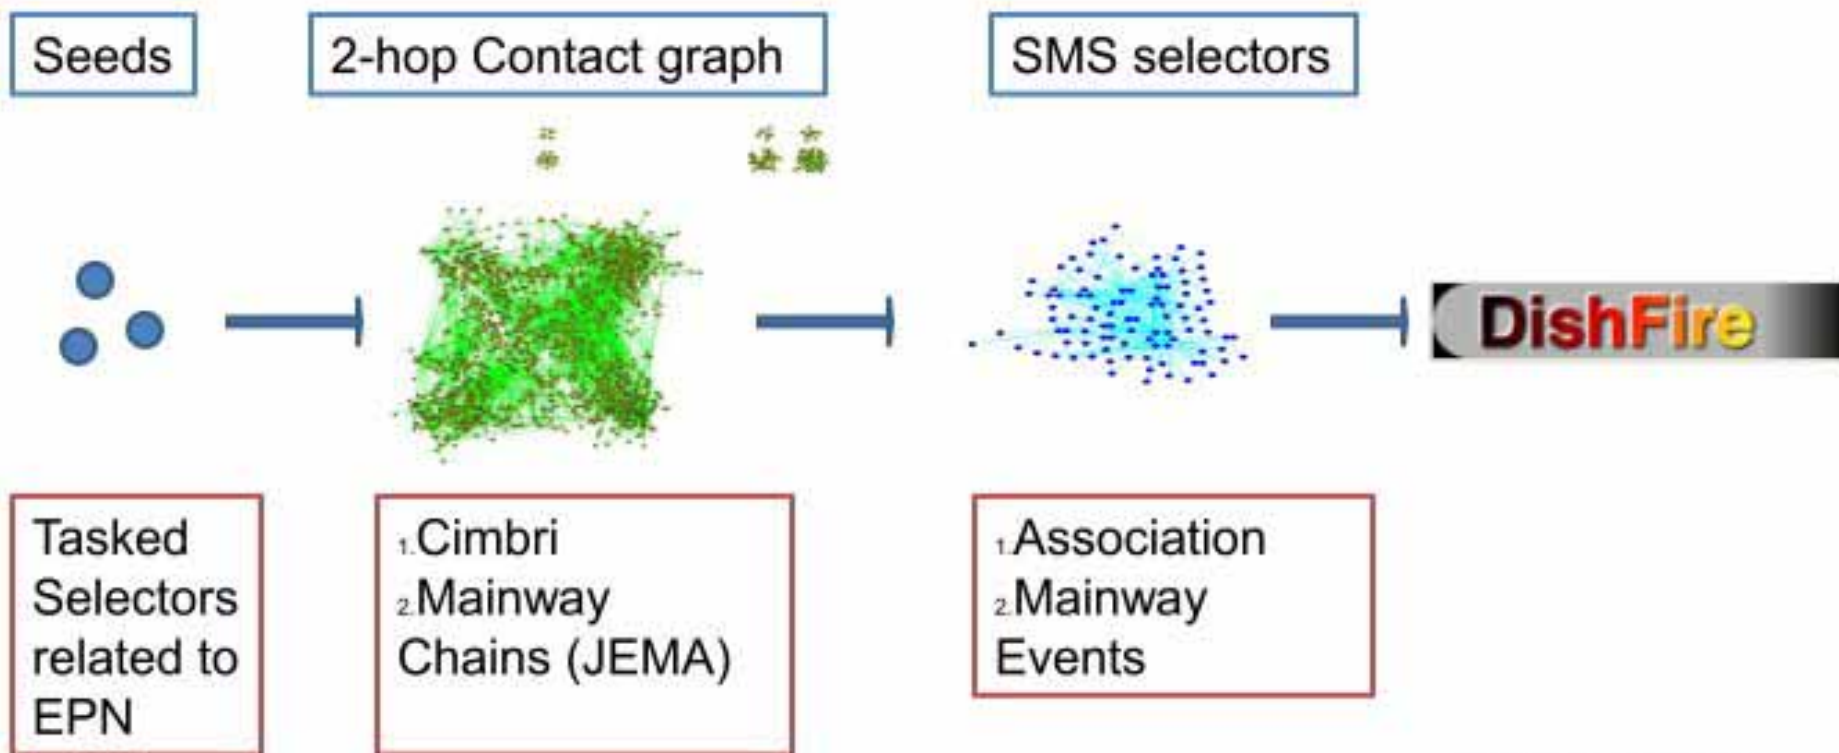 Seeds
2-hop Contact graph
SMS selectors
DishFire
Tasked
Selectors
related to
EPN
1.Cimbri
2.Mainway
Chains (JEMA)
1.Association
2.Mainway
Events